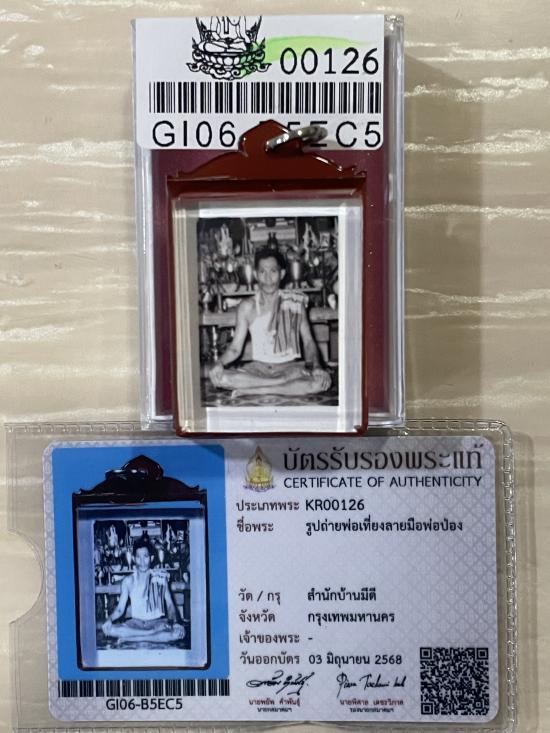 00126
GI06-B5EC5
บัตรรับรองพระแท้
CERTIFICATE OF AUTHENTICITY
ประเภทพระ KR00126
ชื่อพระ รูปถ่ายพ่อเที่ยงลายมือพ่อป๋อง
วัด / กรุ สำนักบ้านมีดี
จังหวัด กรุงเทพมหานคร
เจ้าของพระ -
วันออกบัตร 03 มิถุนายน 2568
GI06-B5EC5